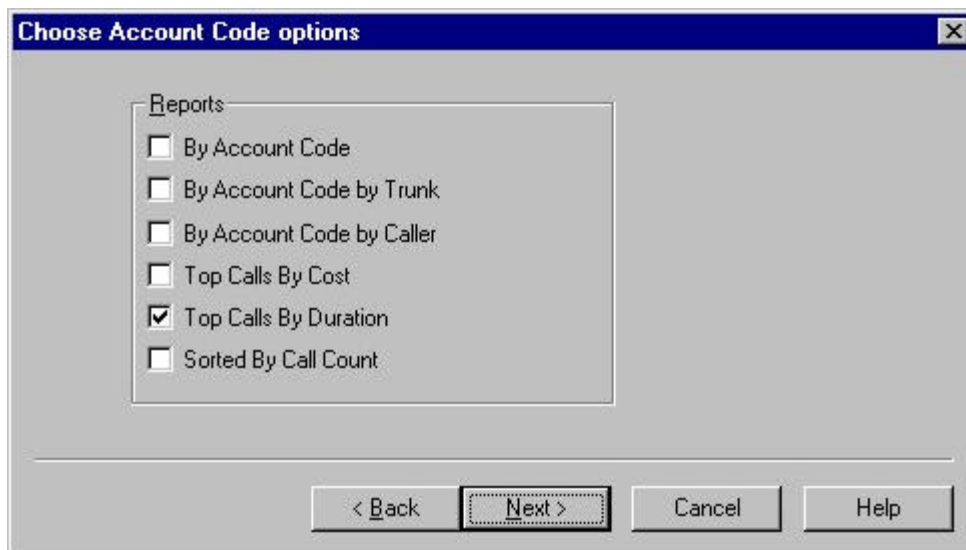 Choose Account Code options
Reports
By Account Code
By Account Code by Trunk
By Account Code by Caller
Top Calls By Cost
Top Calls By Duration
Sorted By Call Count
< Back Next > Cancel Help